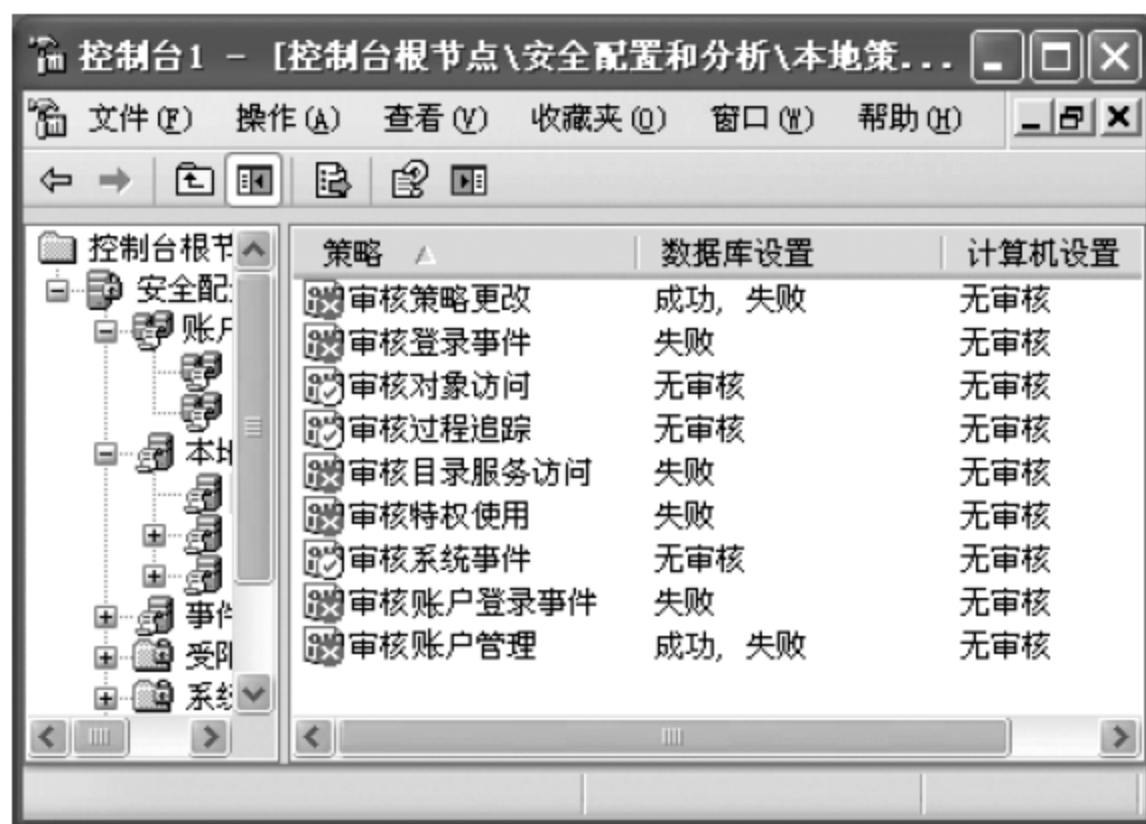 控制台1 - [控制台根节点\安全配置和分析\本地策...
文件(F) 操作(A) 查看(V) 收藏夹(O) 窗口(W) 帮助(H)
控制台根节
安全配
账户
本地
事件
受限
系统
策略 数据库设置 计算机设置
审核策略更改 成功, 失败 无审核
审核登录事件 失败 无审核
审核对象访问 无审核 无审核
审核过程追踪 无审核 无审核
审核目录服务访问 失败 无审核
审核特权使用 失败 无审核
审核系统事件 无审核 无审核
审核账户登录事件 失败 无审核
审核账户管理 成功, 失败 无审核